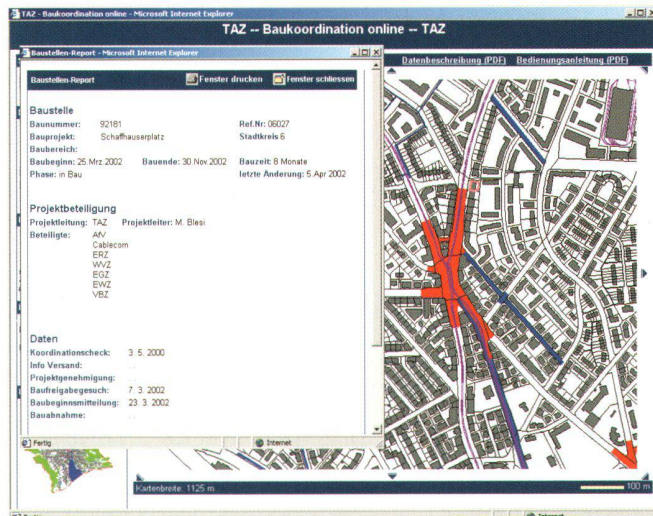 TAZ - Baukoordination online - Microsoft Internet Explorer
TAZ -- Baukoordination online -- TAZ
Baustellen-Report - Microsoft Internet Explorer
Datenbeschreibung (PDF) Bedienungsanleitung (PDF)
Baustellen-Report Fenster drucken Fenster schliessen
Baustelle
Baunummer: 92181 Ref.Nr: 06027
Bauprojekt: Schaffhauserplatz Stadtkreis 6
Baubereich:
Baubeginn: 25.Mrz.2002 Bauende: 30.Nov.2002 Bauzeit: 8 Monate
Phase: in Bau letzte Änderung: 5.Apr 2002
Projektbeteiligung
Projektleitung: TAZ Projektleiter: M. Blesi
Beteiligte: AfV
Cablecom
ERZ
WVZ
EGZ
EWZ
VBZ
Daten
Koordinationscheck: 3. 5. 2000
Info Versand: . .
Projektgenehmigung: . .
Baufreigabegesuch: 7. 3. 2002
Baubeginnsmitteilung: 23. 3. 2002
Bauabnahme: . .
Fertig Internet
Kartenbreite: 1125 m 100 m
Internet